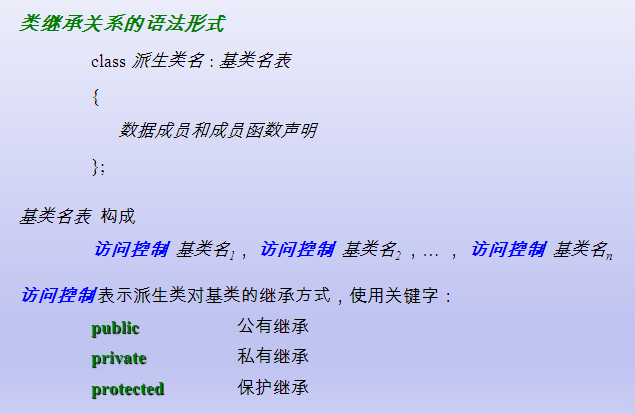 类继承关系的语法形式
class 派生类名 : 基类名表
{
数据成员和成员函数声明
};
基类名表 构成
访问控制 基类名1 , 访问控制 基类名2 , … , 访问控制 基类名n
访问控制表示派生类对基类的继承方式，使用关键字：
public 公有继承
private 私有继承
protected 保护继承